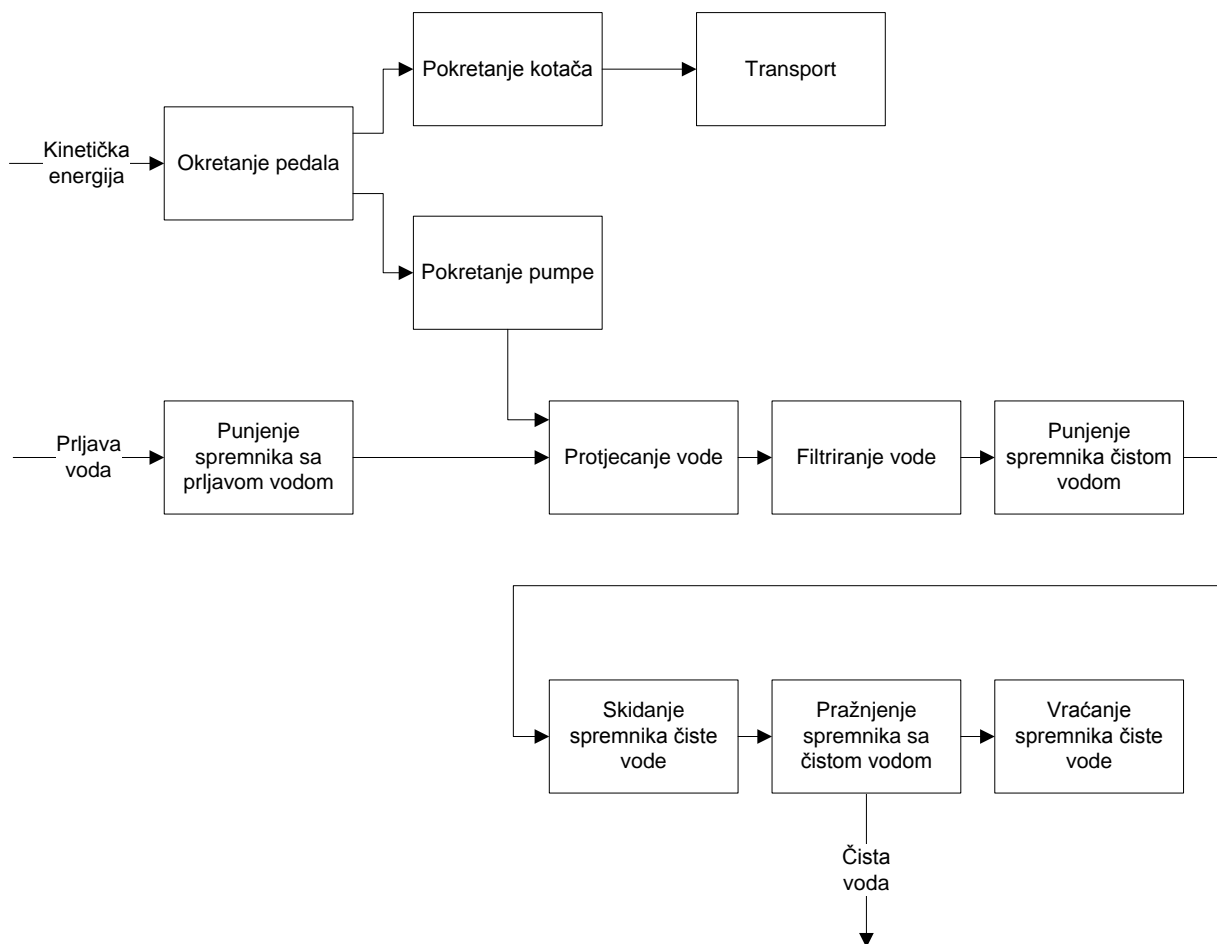 Pokretanje kotača
Transport
Kinetička
energija
Okretanje pedala
Pokretanje pumpe
Prljava
voda
Punjenje
spremnika sa
prljavom vodom
Protjecanje vode
Filtriranje vode
Punjenje
spremnika čistom
vodom
Skidanje
spremnika čiste
vode
Pražnjenje
spremnika sa
čistom vodom
Vraćanje
spremnika čiste
vode
Čista
voda